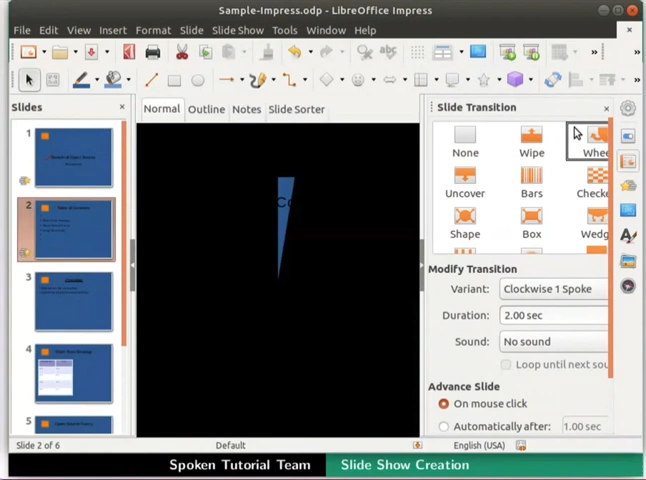 Sample-Impress.odp - LibreOffice Impress
File Edit View Insert Format Slide Slide Show Tools Window Help
Slides
Normal Outline Notes Slide Sorter
Slide Transition
1
2
Table of Contents
3
4
5
Co
None Wipe Whee
Uncover Bars Checke
Shape Box Wedg
Modify Transition
Variant: Clockwise 1 Spoke
Duration: 2.00 sec
Sound: No sound
Loop until next sou
Advance Slide
On mouse click
Automatically after: 1.00 sec
Slide 2 of 6 Default English (USA)
Spoken Tutorial Team Slide Show Creation